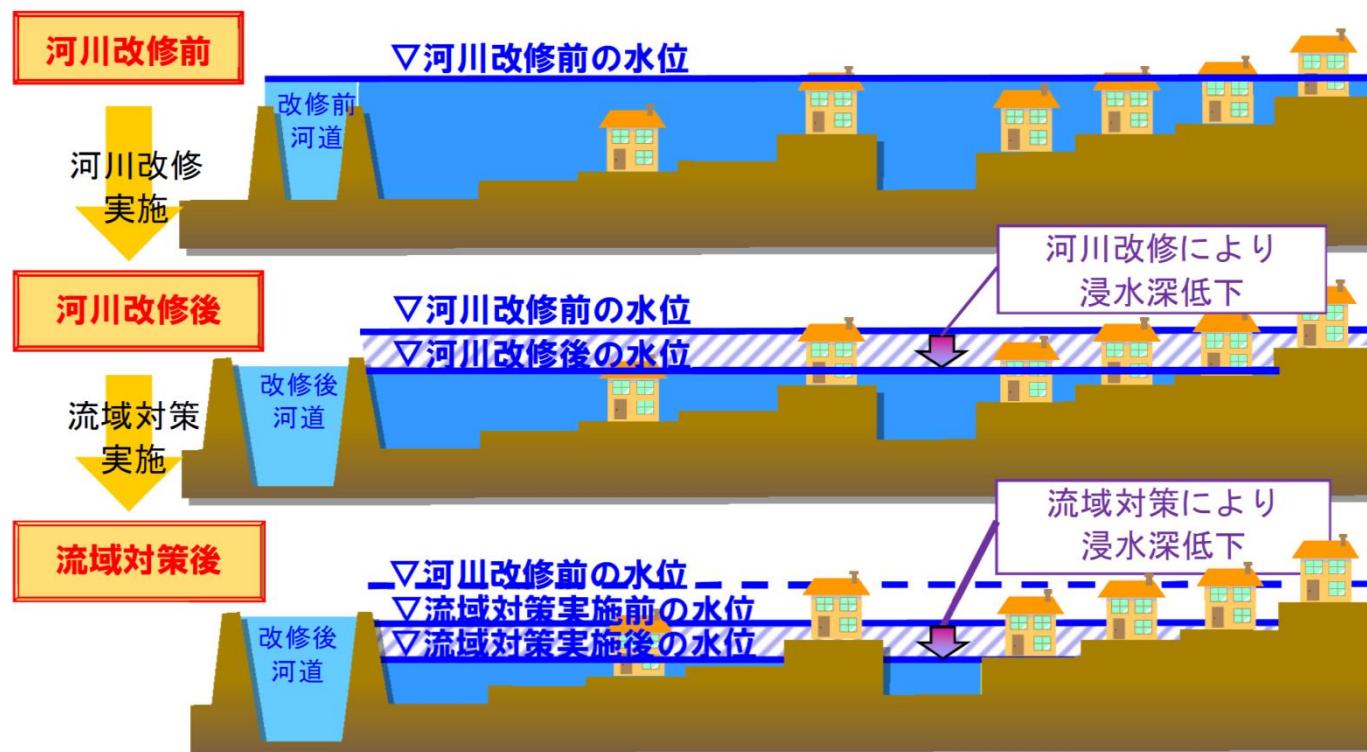 河川改修前
▽河川改修前の水位
改修前
河道
河川改修
実施
河川改修により
浸水深低下
河川改修後
▽河川改修前の水位
▽河川改修後の水位
改修後
河道
流域対策
実施
流域対策により
浸水深低下
流域対策後
▽河川改修前の水位
▽流域対策実施前の水位
▽流域対策実施後の水位
改修後
河道